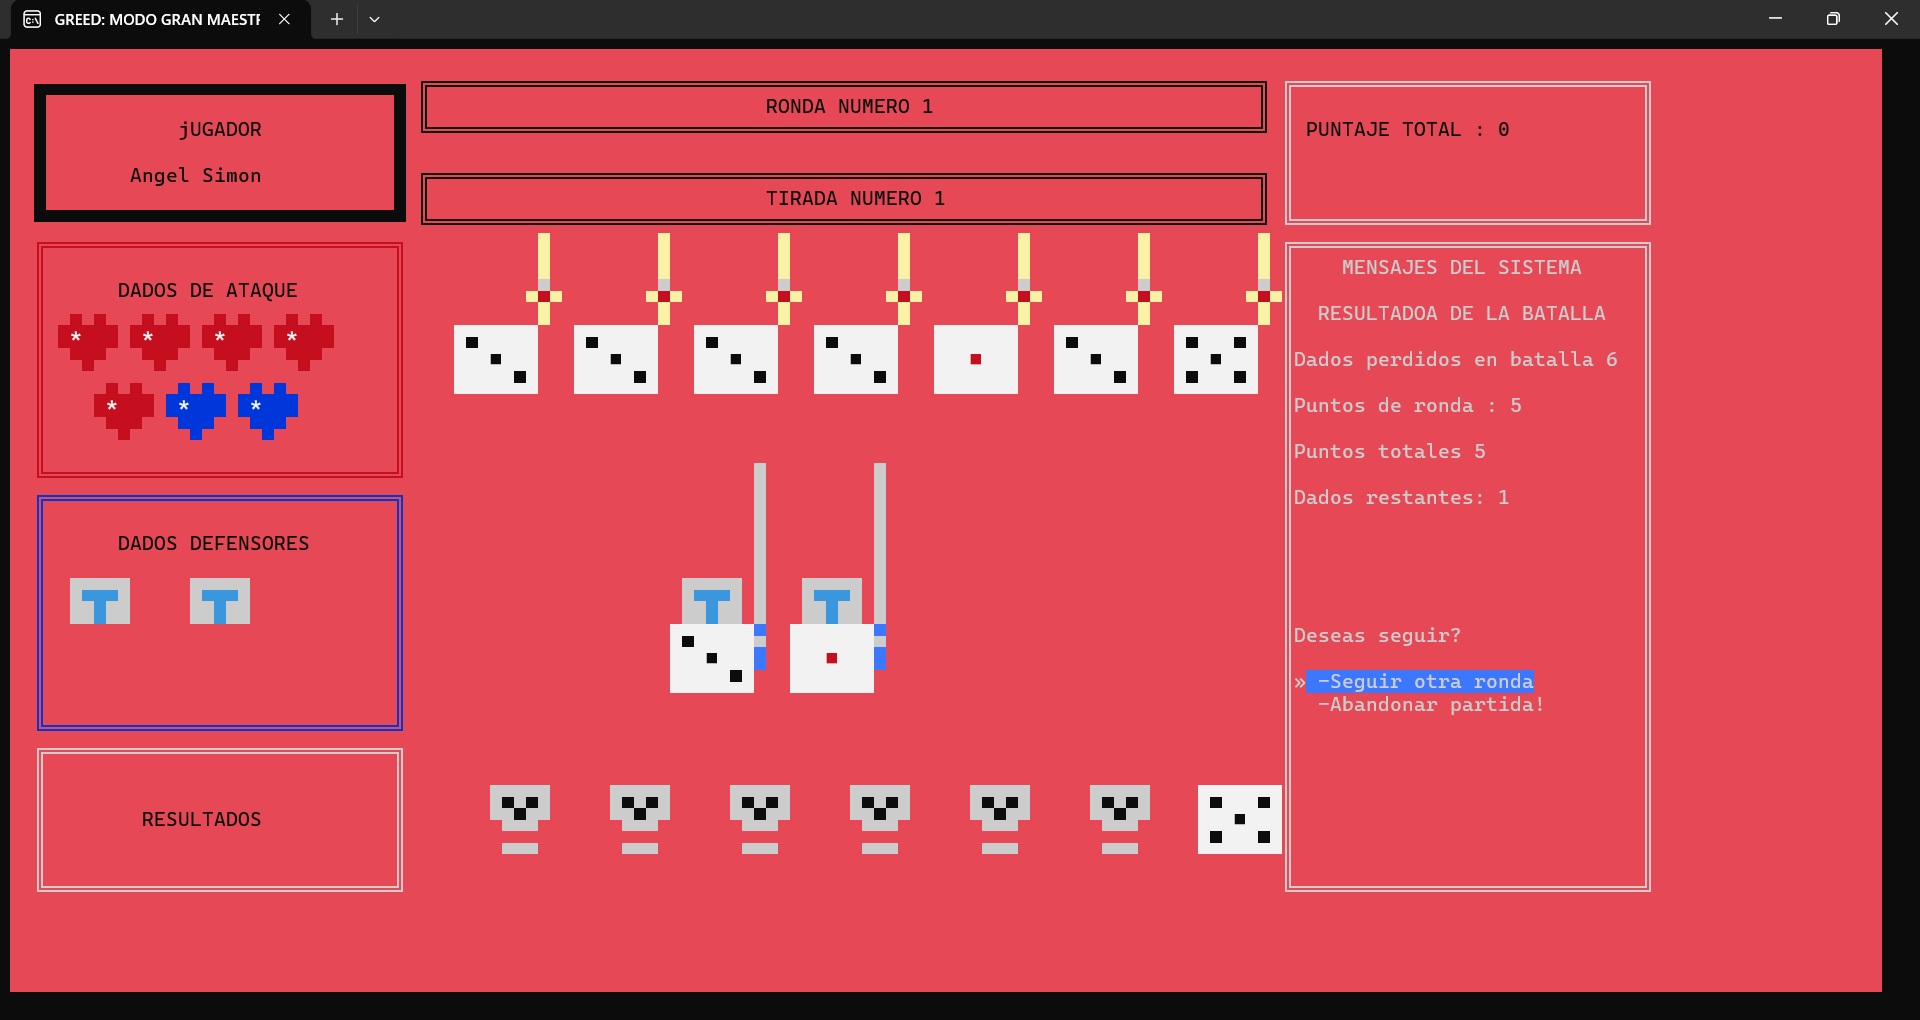 GREED: MODO GRAN MAESTR
jUGADOR
Angel Simon
RONDA NUMERO 1
TIRADA NUMERO 1
PUNTAJE TOTAL : 0
DADOS DE ATAQUE
* * * *
* * *
DADOS DEFENSORES
RESULTADOS
MENSAJES DEL SISTEMA
RESULTADOA DE LA BATALLA
Dados perdidos en batalla 6
Puntos de ronda : 5
Puntos totales 5
Dados restantes: 1
Deseas seguir?
» -Seguir otra ronda
-Abandonar partida!